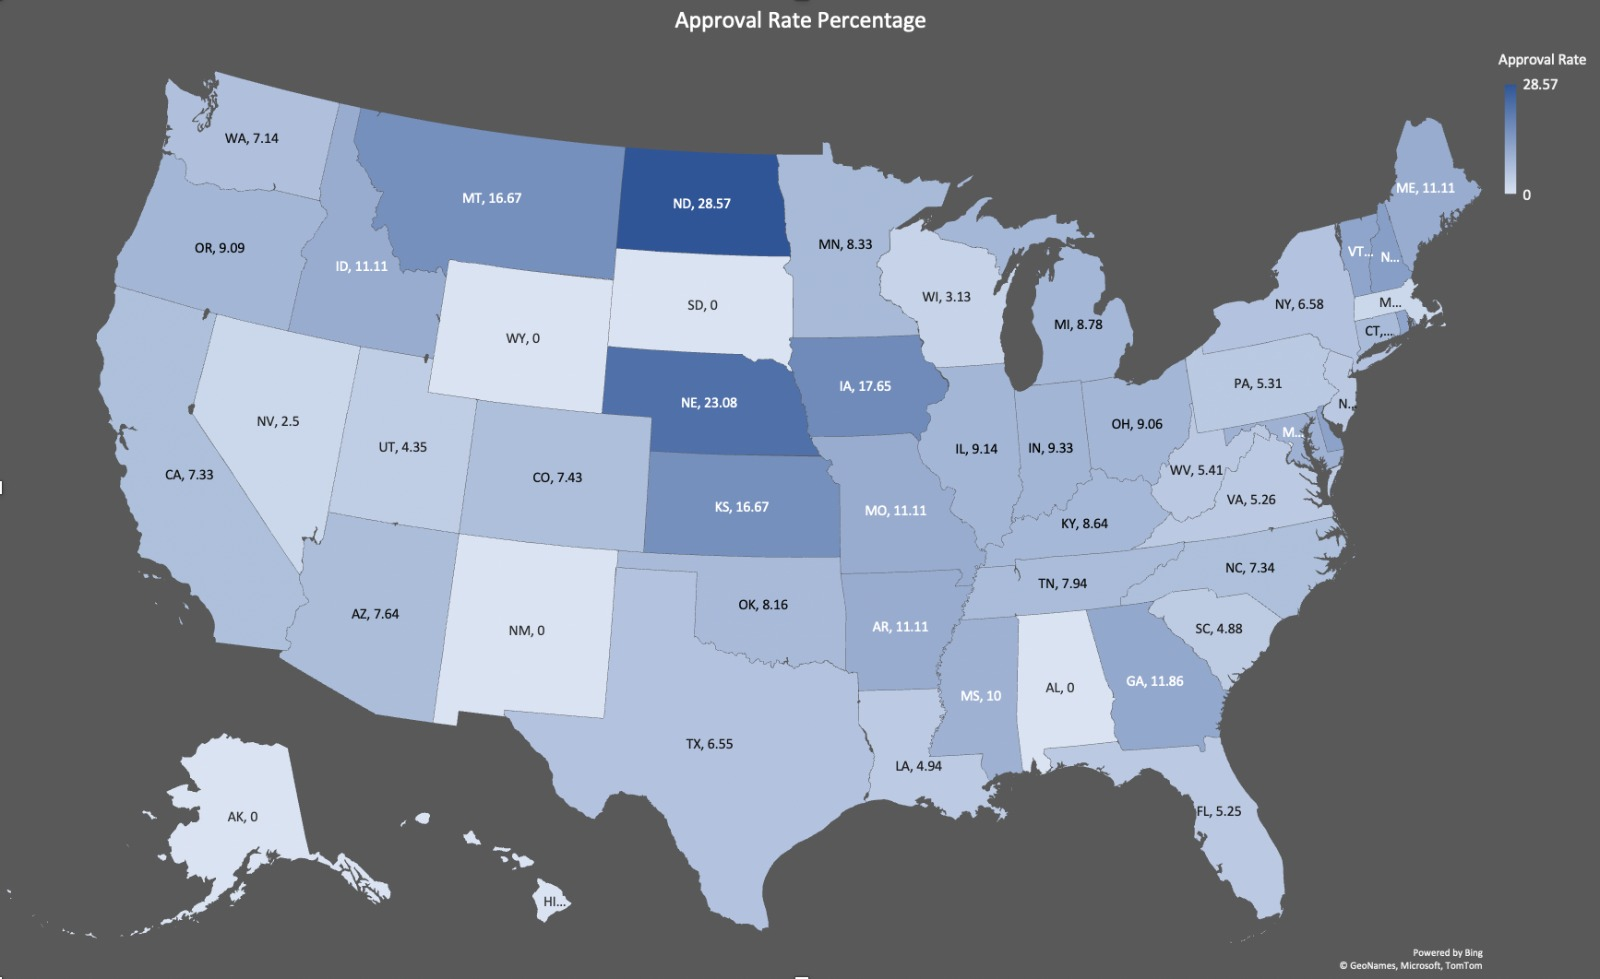 Approval Rate Percentage
Approval Rate
28.57
0
WA, 7.14
MT, 16.67
ND, 28.57
ME, 11.11
OR, 9.09
ID, 11.11
MN, 8.33
VT...
N...
WI, 3.13
SD, 0
NY, 6.58
M...
WY, 0
MI, 8.78
CT,...
IA, 17.65
PA, 5.31
NE, 23.08
N..
NV, 2.5
UT, 4.35
OH, 9.06
M...
IL, 9.14
IN, 9.33
CA, 7.33
CO, 7.43
WV, 5.41
VA, 5.26
KS, 16.67
MO, 11.11
KY, 8.64
NC, 7.34
TN, 7.94
AZ, 7.64
OK, 8.16
NM, 0
AR, 11.11
SC, 4.88
MS, 10
AL, 0
GA, 11.86
TX, 6.55
LA, 4.94
FL, 5.25
AK, 0
HI...
Powered by Bing
© GeoNames, Microsoft, TomTom